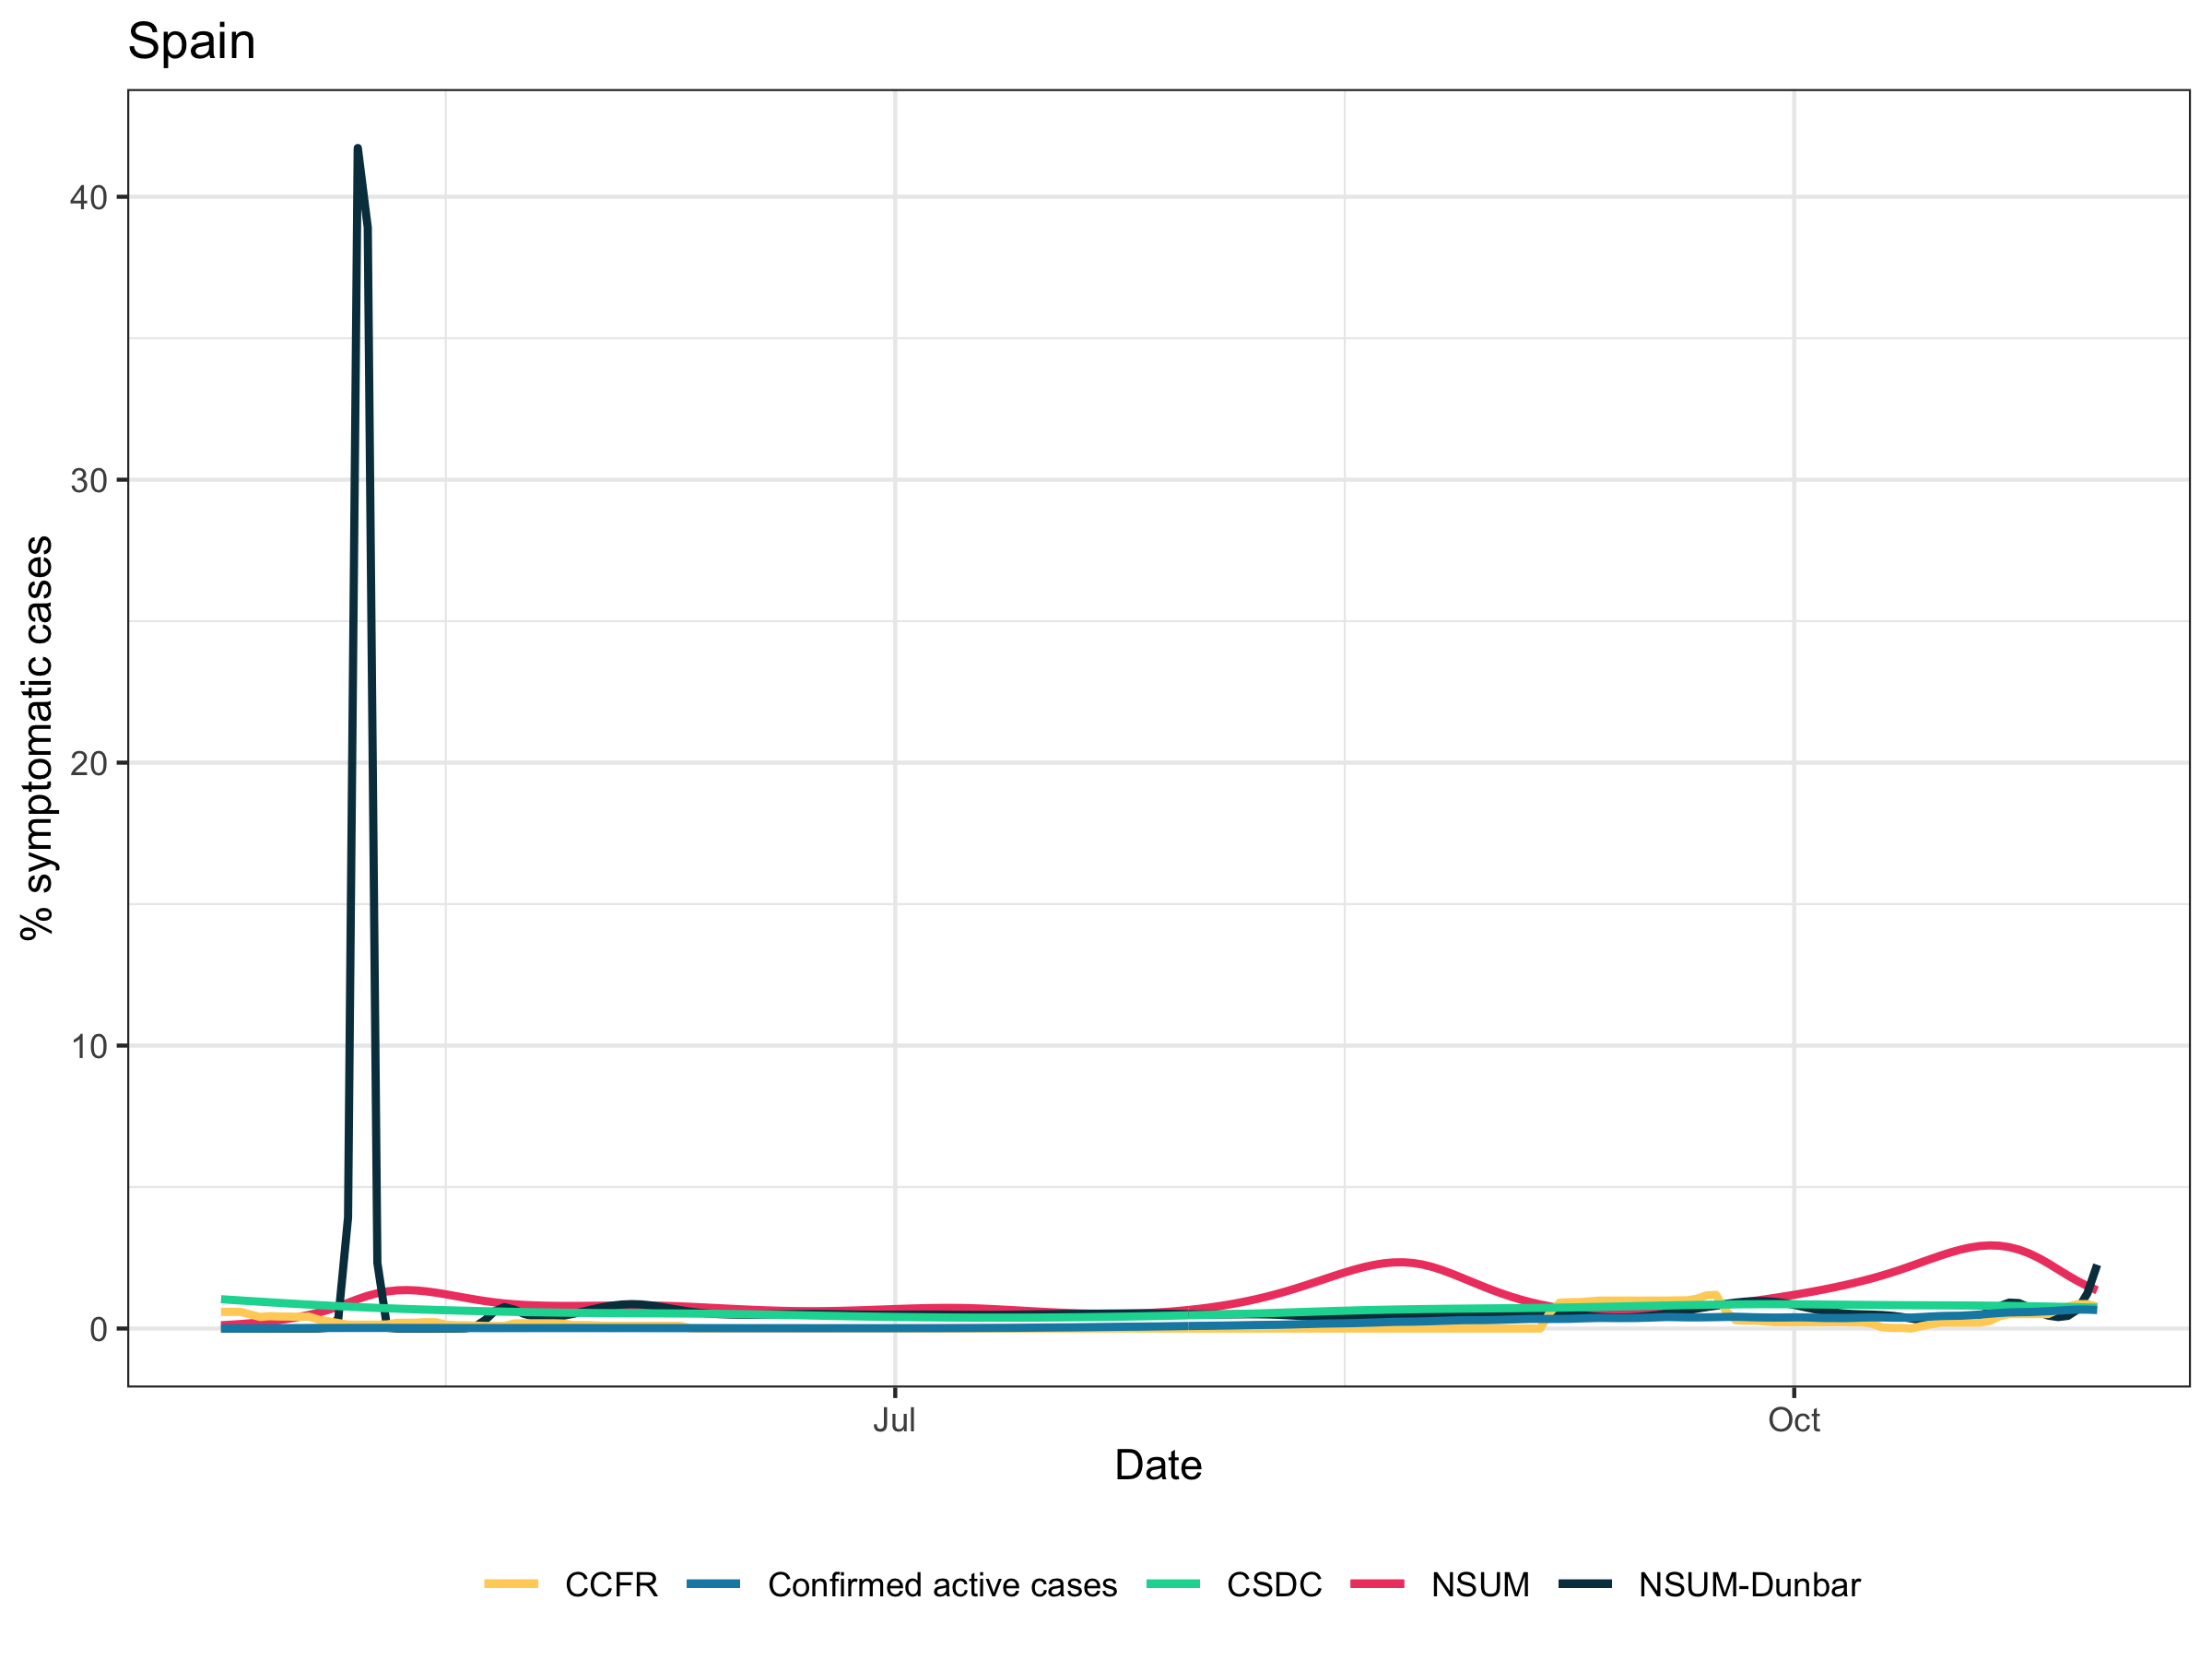 Spain
% symptomatic cases
40
30
20
10
0
Jul
Oct
Date
CCFR
Confirmed active cases
CSDC
NSUM
NSUM-Dunbar